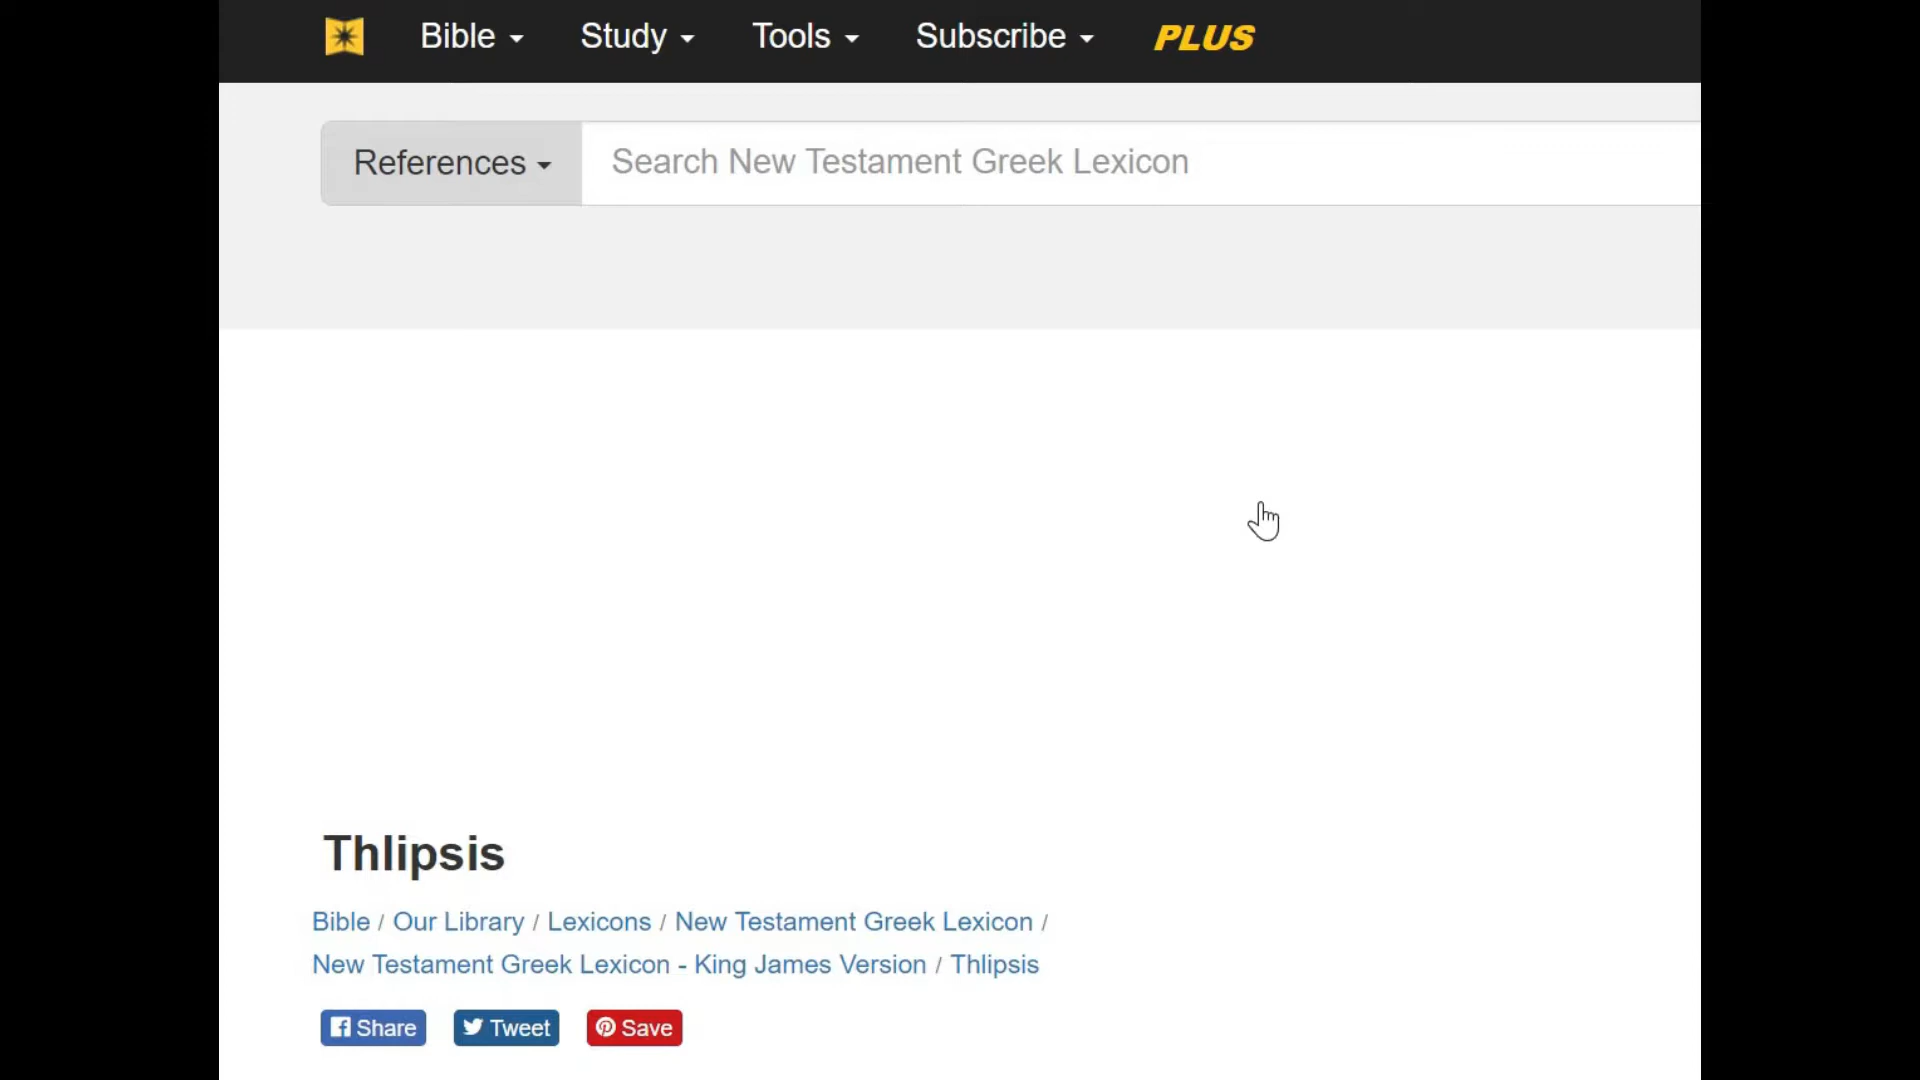 Bible Study Tools Subscribe PLUS
References Search New Testament Greek Lexicon
Thlipsis
Bible / Our Library / Lexicons / New Testament Greek Lexicon /
New Testament Greek Lexicon - King James Version / Thlipsis
Share Tweet Save